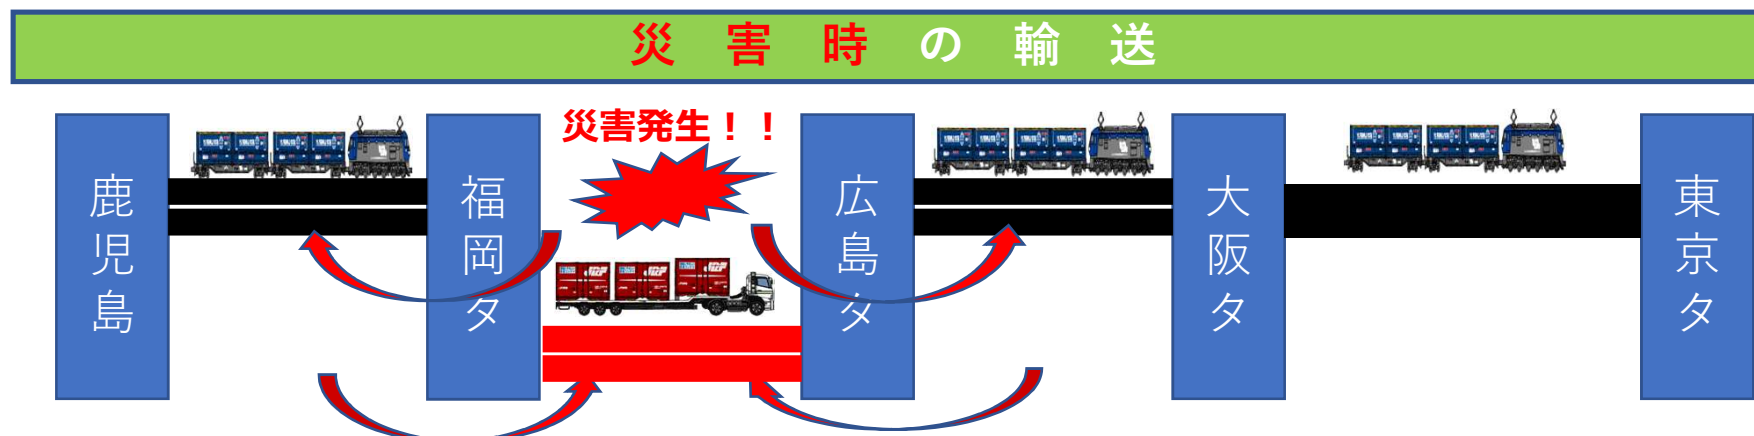 災害時の輸送
災害発生！！
鹿児島
福岡タ
広島タ
大阪タ
東京タ